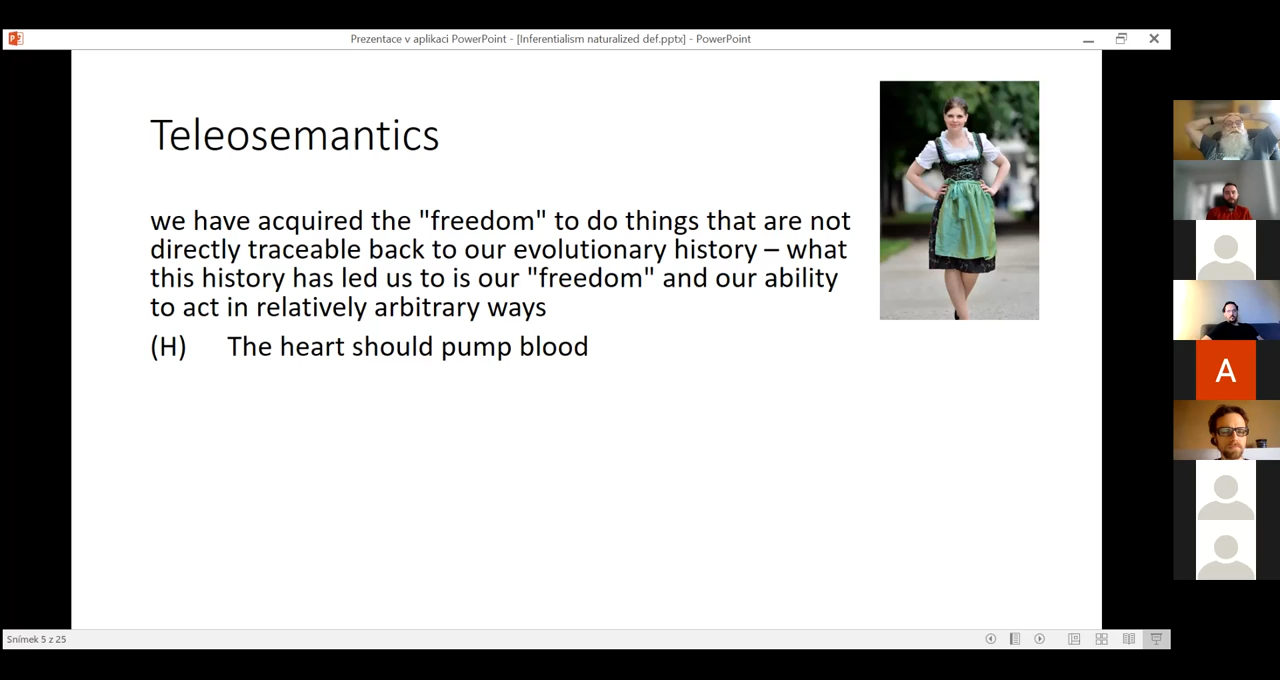 Prezentace v aplikaci PowerPoint - [Inferentialism naturalized def.pptx] - PowerPoint
Teleosemantics
we have acquired the "freedom" to do things that are not
directly traceable back to our evolutionary history – what
this history has led us to is our "freedom" and our ability
to act in relatively arbitrary ways
(H) The heart should pump blood
A
Snímek 5 z 25